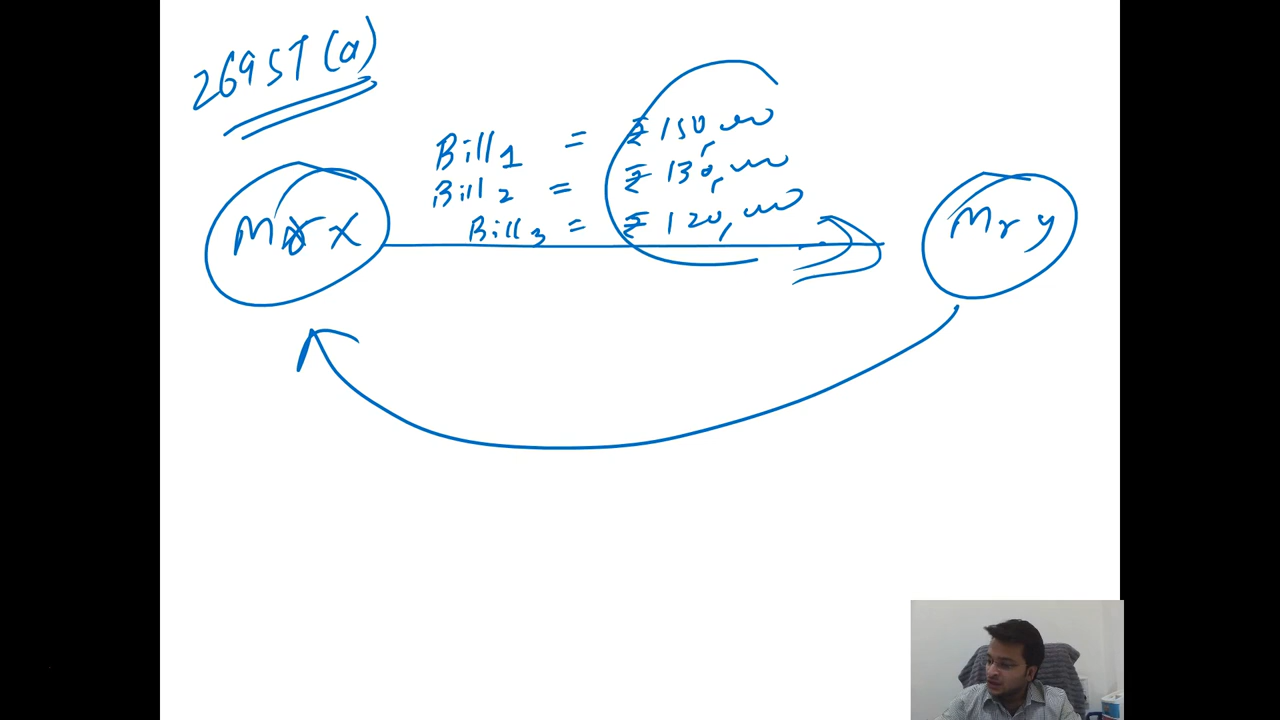 269ST (a)
Bill 1 = ₹ 150,000
Bill 2 = ₹ 130,000
Bill 3 = ₹ 120,000
Mr X
Mr y